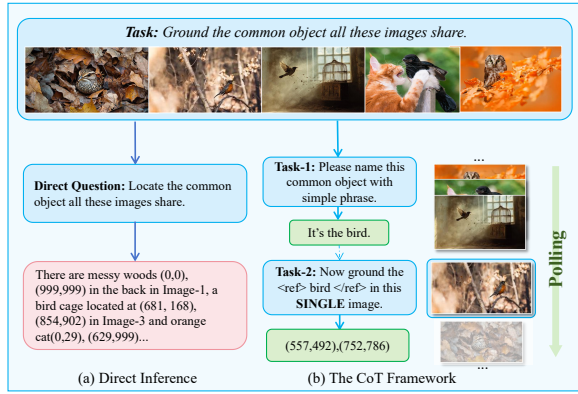 Task: Ground the common object all these images share.
Direct Question: Locate the common
object all these images share.
There are messy woods (0,0),
(999,999) in the back in Image-1, a
bird cage located at (681, 168),
(854,902) in Image-3 and orange
cat(0,29), (629,999)...
(a) Direct Inference
Task-1: Please name this
common object with
simple phrase.
It's the bird.
Task-2: Now ground the
<ref> bird </ref> in this
SINGLE image.
(557,492),(752,786)
(b) The CoT Framework
...
Polling
...